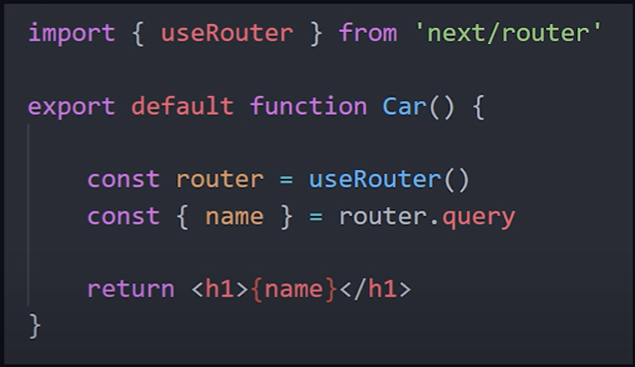 import { useRouter } from 'next/router'
export default function Car() {
const router = useRouter()
const { name } = router.query
return <h1>{name}</h1>
}